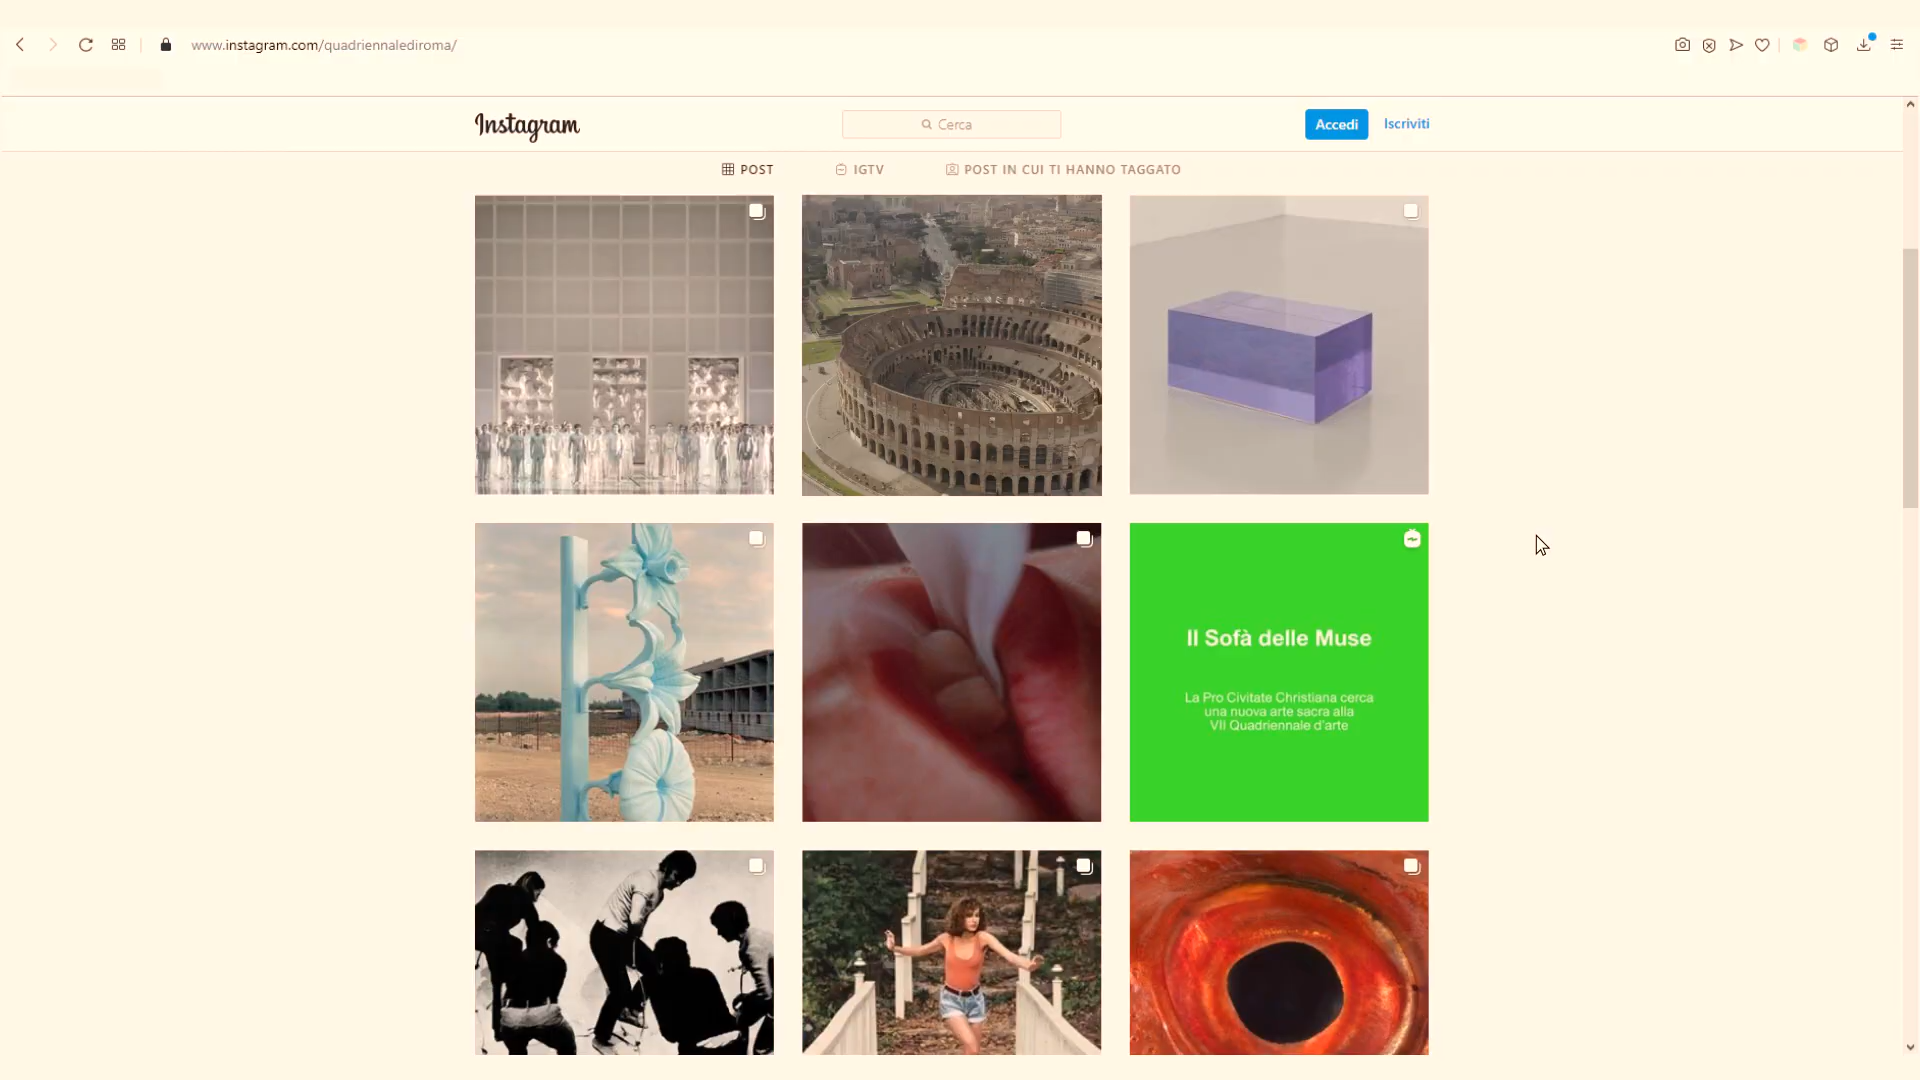 www.instagram.com/quadriennalediroma/
Instagram
Cerca
Accedi
Iscriviti
POST
IGTV
POST IN CUI TI HANNO TAGGATO
Il Sofà delle Muse
La Pro Civitate Christiana cerca
una nuova arte sacra alla
VII Quadriennale d'arte